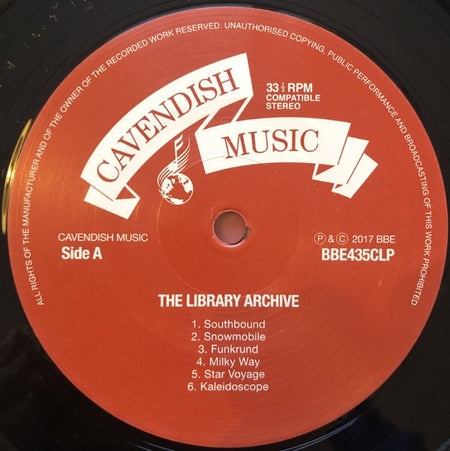 ALL RIGHTS OF THE MANUFACTURER AND OF THE OWNER OF THE RECORDED WORK RESERVED. UNAUTHORISED COPYING, PUBLIC PERFORMANCE AND BROADCASTING OF THIS WORK PROHIBITED
CAVENDISH
MUSIC
33 1/3 RPM
COMPATIBLE
STEREO
CAVENDISH MUSIC
Side A
℗ & © 2017 BBE
BBE435CLP
THE LIBRARY ARCHIVE
1. Southbound
2. Snowmobile
3. Funkrund
4. Milky Way
5. Star Voyage
6. Kaleidoscope